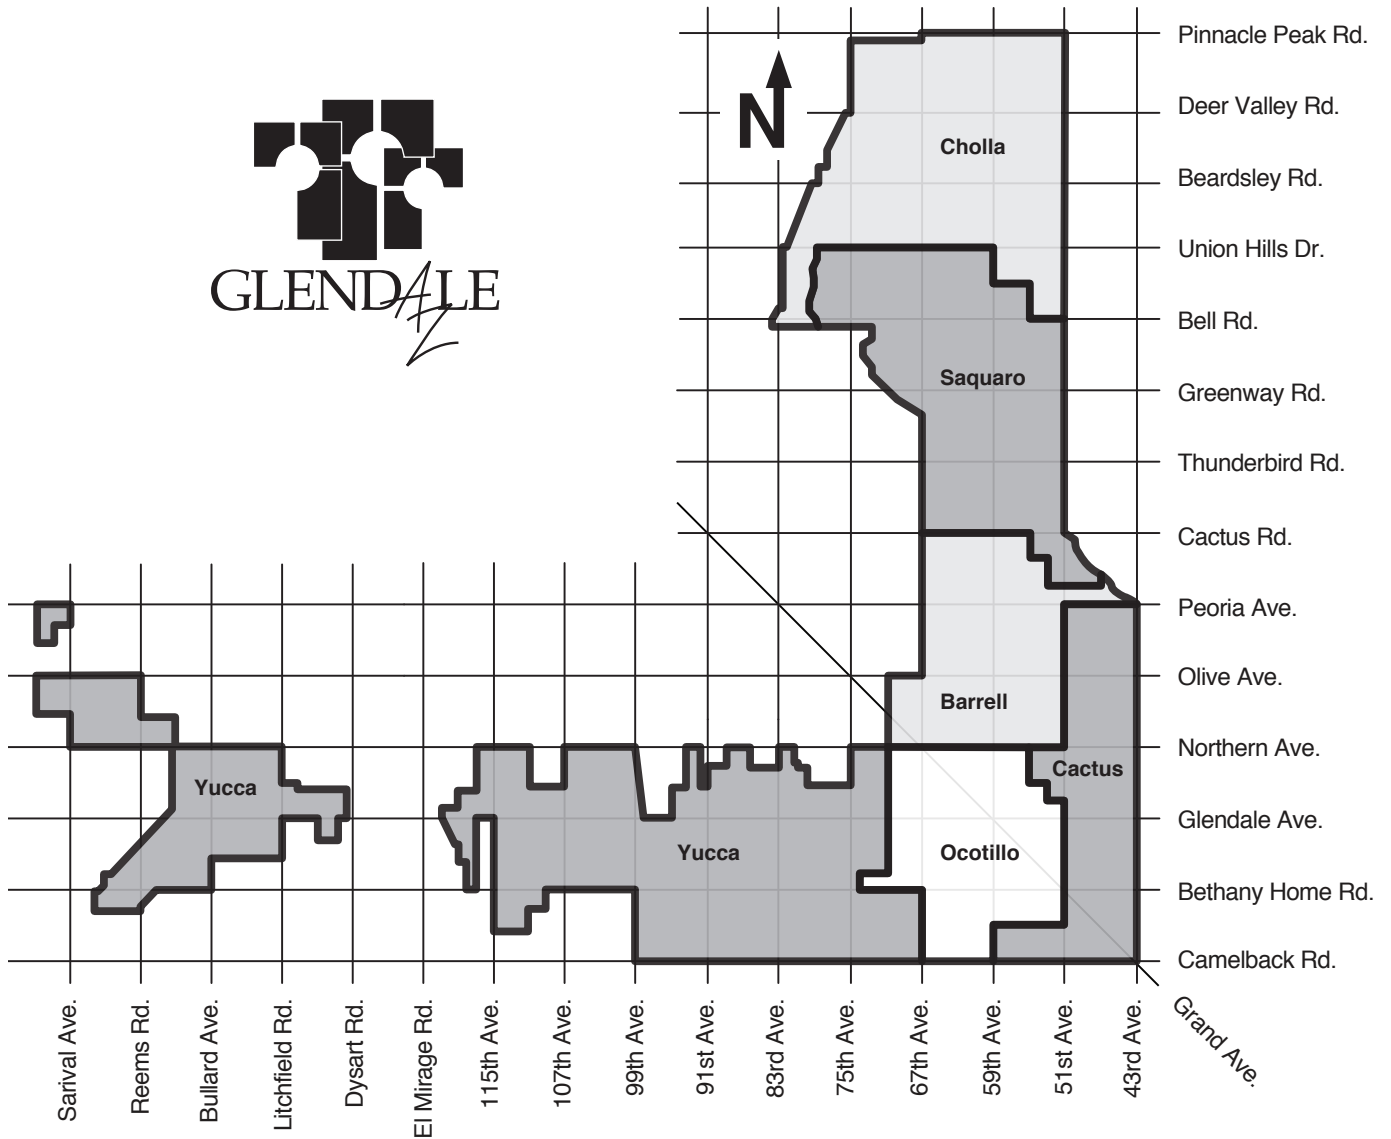 Pinnacle Peak Rd.
N
Deer Valley Rd.
Cholla
Beardsley Rd.
Union Hills Dr.
GLENDALE
AZ
Bell Rd.
Saquaro
Greenway Rd.
Thunderbird Rd.
Cactus Rd.
Peoria Ave.
Olive Ave.
Barrell
Northern Ave.
Cactus
Yucca
Glendale Ave.
Yucca
Ocotillo
Bethany Home Rd.
Camelback Rd.
Grand Ave.
Sarival Ave.
Reems Rd.
Bullard Ave.
Litchfield Rd.
Dysart Rd.
El Mirage Rd.
115th Ave.
107th Ave.
99th Ave.
91st Ave.
83rd Ave.
75th Ave.
67th Ave.
59th Ave.
51st Ave.
43rd Ave.